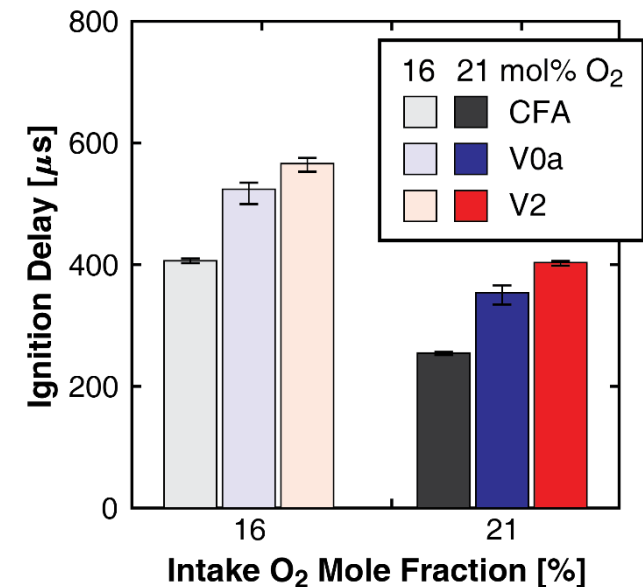 800
600
400
200
0
Ignition Delay [μs]
16 21 mol% O₂
CFA
V0a
V2
16 21
Intake O₂ Mole Fraction [%]